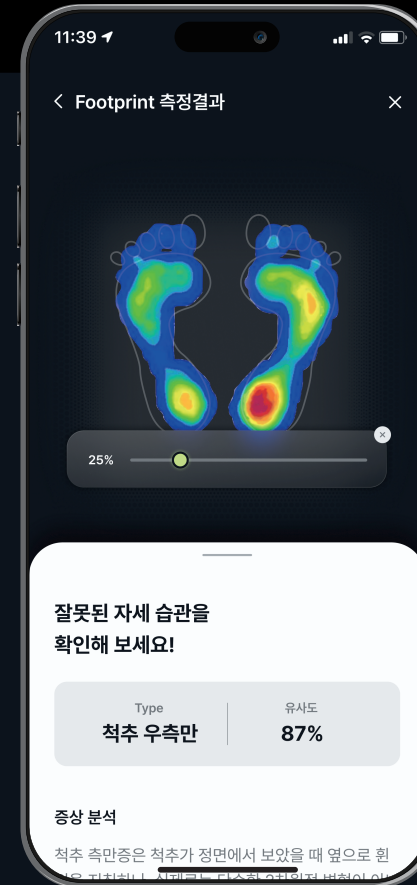 11:39
Footprint 측정결과
25%
잘못된 자세 습관을
확인해 보세요!
Type
유사도
척추 우측만
87%
증상 분석
척추 측만증은 척추가 정면에서 보았을 때 옆으로 휜